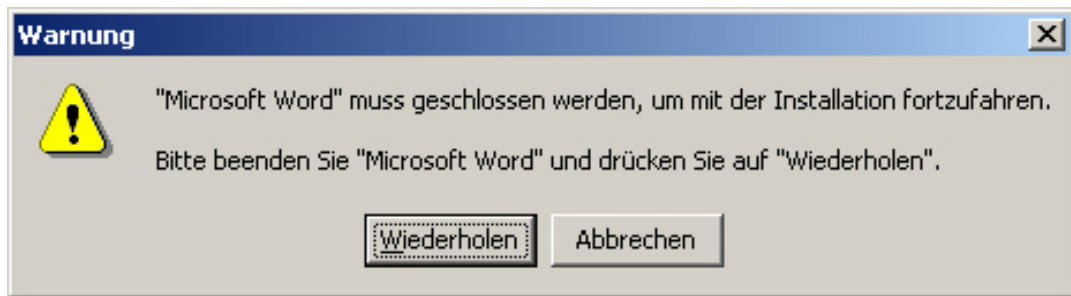 Warnung
"Microsoft Word" muss geschlossen werden, um mit der Installation fortzufahren.
Bitte beenden Sie "Microsoft Word" und drücken Sie auf "Wiederholen".
Wiederholen Abbrechen